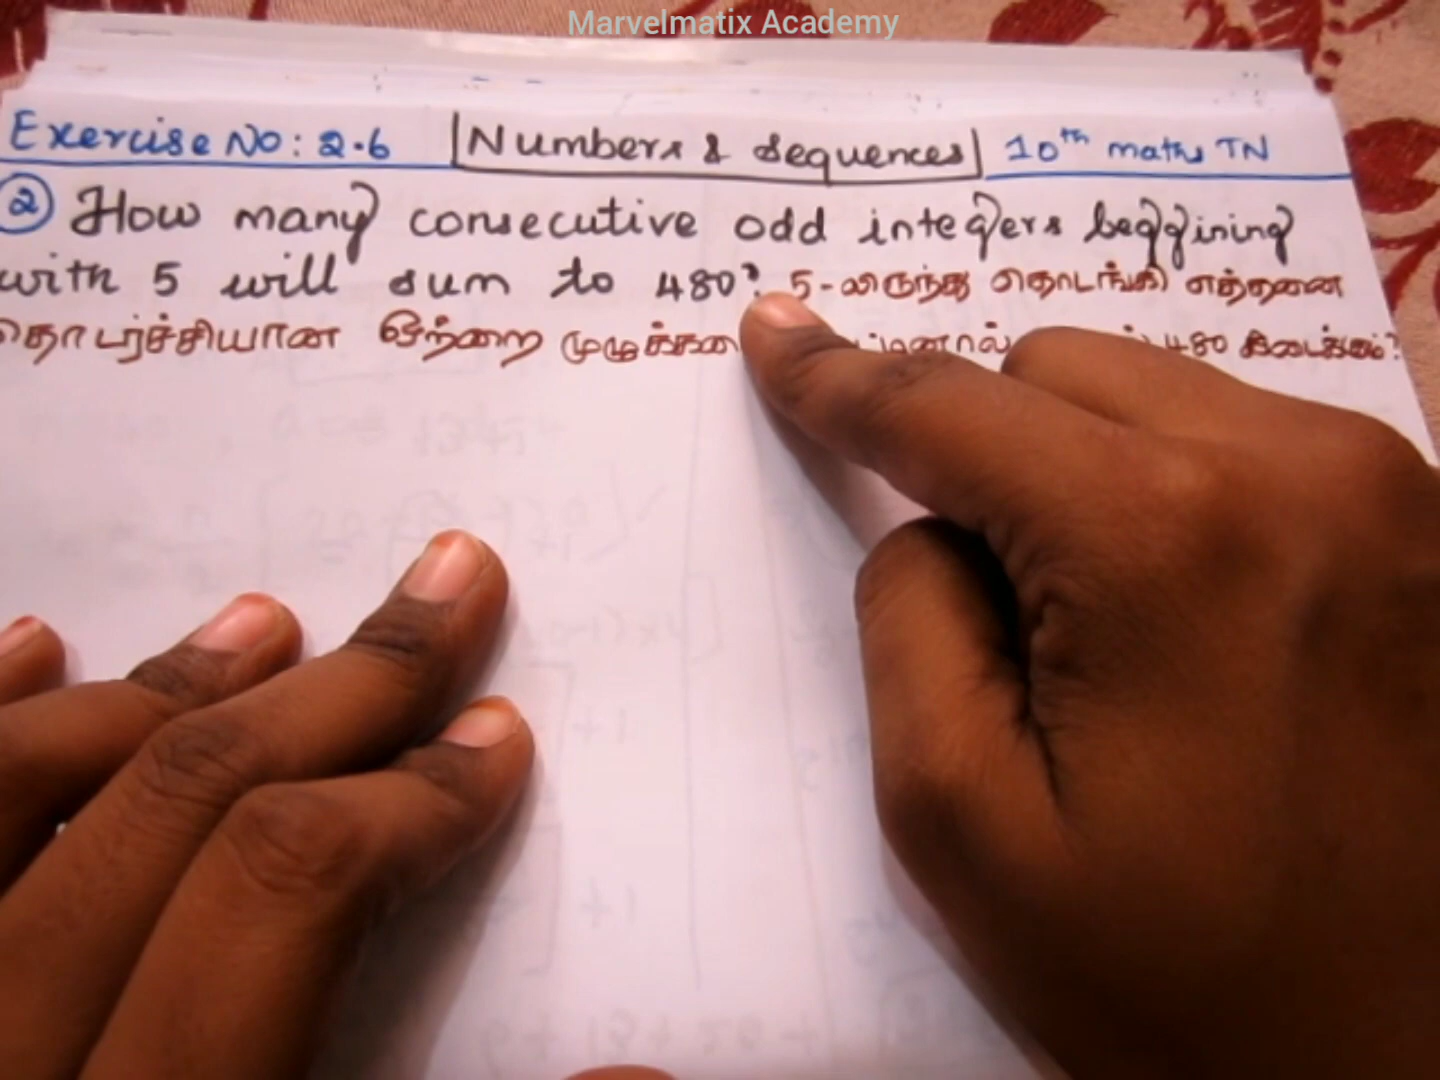 Marvelmatix Academy
Exercise No: 2.6 Numbers & Sequences 10th maths TN
2 How many consecutive odd integers beggining
with 5 will sum to 480? 5-லிருந்து தொடங்கி எத்தனை
தொடர்ச்சியான ஒற்றை 480 கிடைக்கும்?